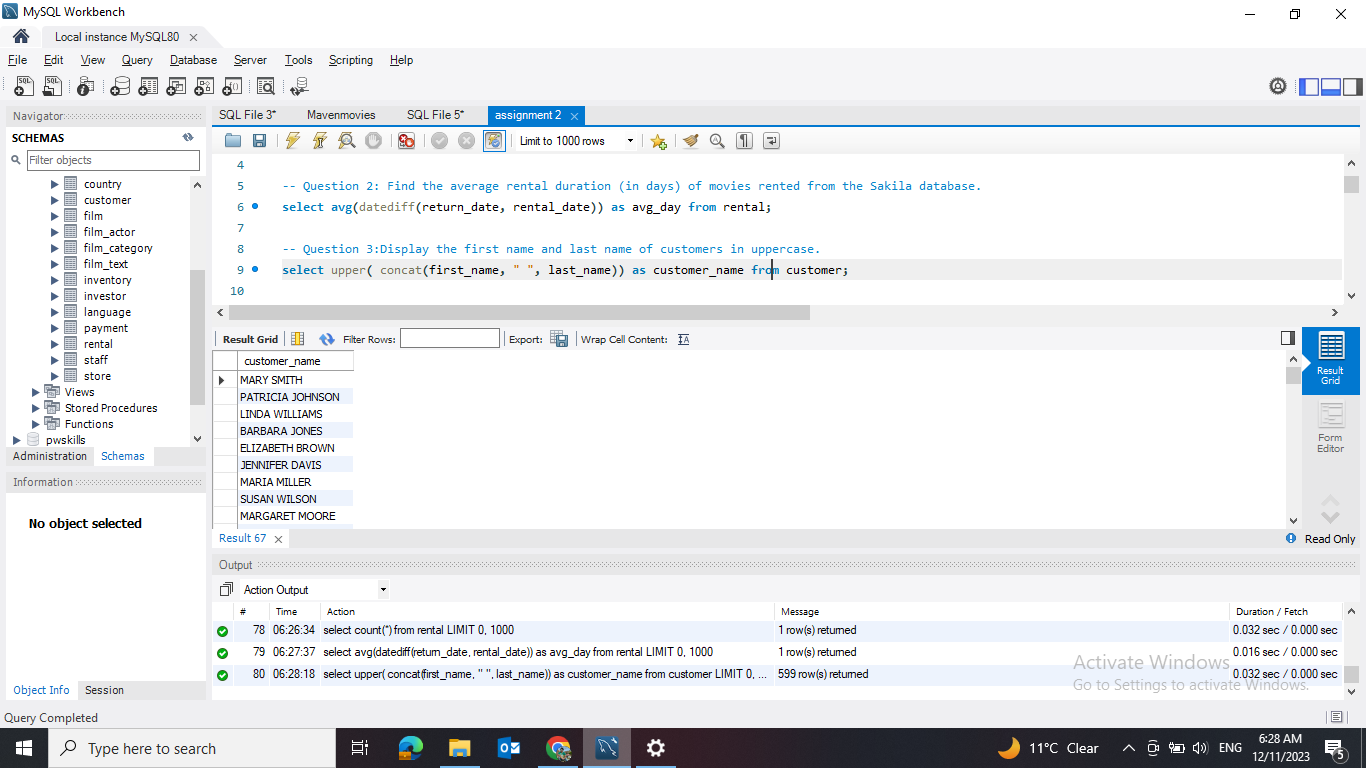 MySQL Workbench
Local instance MySQL80
File Edit View Query Database Server Tools Scripting Help
Navigator
SCHEMAS
Filter objects
country
customer
film
film_actor
film_category
film_text
inventory
investor
language
payment
rental
staff
store
Views
Stored Procedures
Functions
pwskills
Administration Schemas
Information
No object selected
Object Info Session
SQL File 3* Mavenmovies SQL File 5* assignment 2
Limit to 1000 rows
4
5 -- Question 2: Find the average rental duration (in days) of movies rented from the Sakila database.
6 select avg(datediff(return_date, rental_date)) as avg_day from rental;
7
8 -- Question 3:Display the first name and last name of customers in uppercase.
9 select upper( concat(first_name, " ", last_name)) as customer_name from customer;
10
Result Grid Filter Rows: Export: Wrap Cell Content:
customer_name
MARY SMITH
PATRICIA JOHNSON
LINDA WILLIAMS
BARBARA JONES
ELIZABETH BROWN
JENNIFER DAVIS
MARIA MILLER
SUSAN WILSON
MARGARET MOORE
Result Grid
Form Editor
Result 67
Read Only
Output
Action Output
# Time Action Message Duration / Fetch
78 06:26:34 select count(*) from rental LIMIT 0, 1000 1 row(s) returned 0.032 sec / 0.000 sec
79 06:27:37 select avg(datediff(return_date, rental_date)) as avg_day from rental LIMIT 0, 1000 1 row(s) returned 0.016 sec / 0.000 sec
80 06:28:18 select upper( concat(first_name, " ", last_name)) as customer_name from customer LIMIT 0, ... 599 row(s) returned 0.032 sec / 0.000 sec
Activate Windows
Go to Settings to activate Windows.
Query Completed
Type here to search
11°C Clear
ENG
6:28 AM
12/11/2023
5